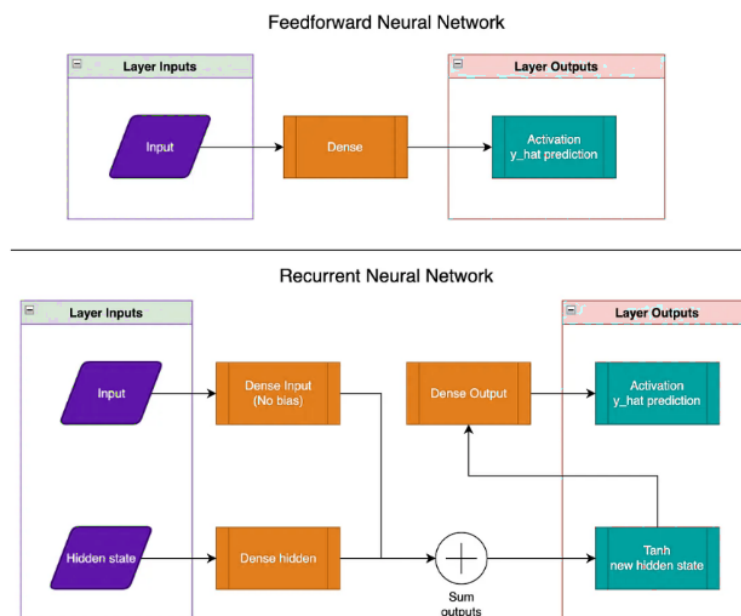 Feedforward Neural Network
Layer Inputs
Layer Outputs
Input
Dense
Activation
y_hat prediction
Recurrent Neural Network
Layer Inputs
Layer Outputs
Input
Dense Input
(No bias)
Dense Output
Activation
y_hat prediction
Hidden state
Dense hidden
Sum
outputs
Tanh
new hidden state